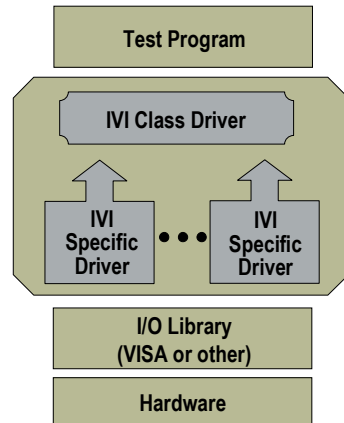 Test Program
IVI Class Driver
IVI
Specific
Driver
IVI
Specific
Driver
I/O Library
(VISA or other)
Hardware